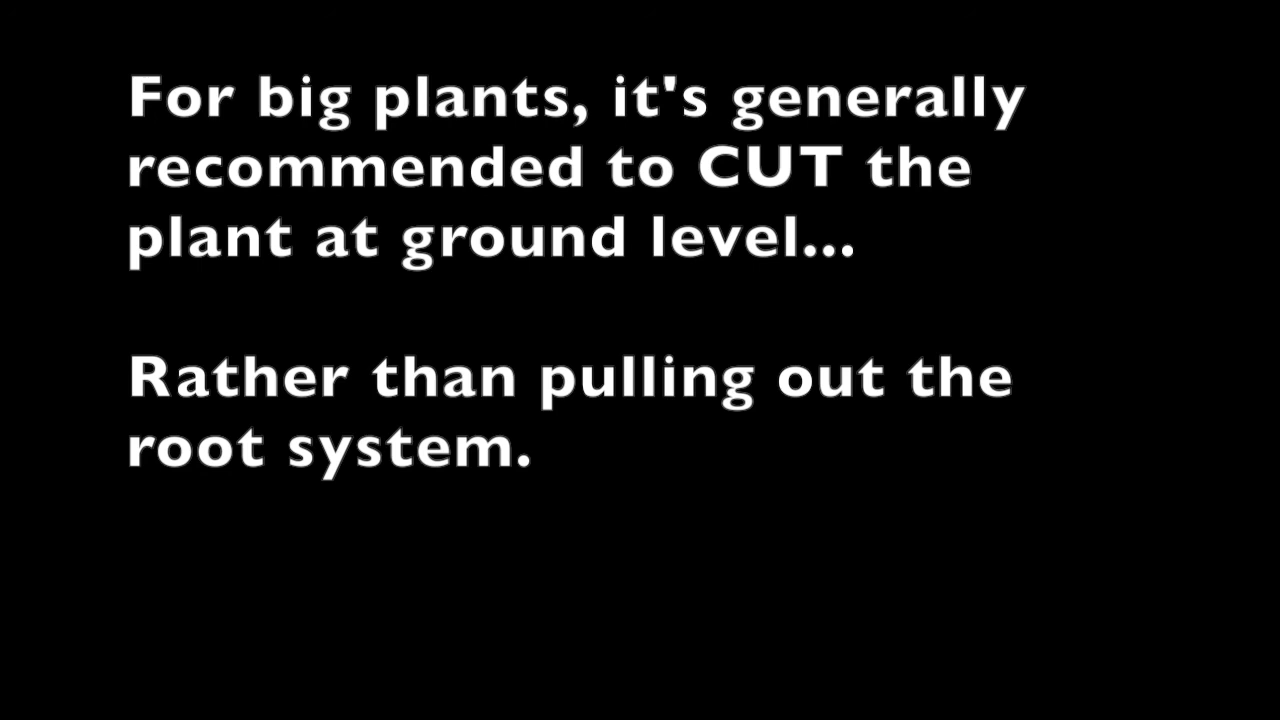 For big plants, it's generally
recommended to CUT the
plant at ground level...
Rather than pulling out the
root system.